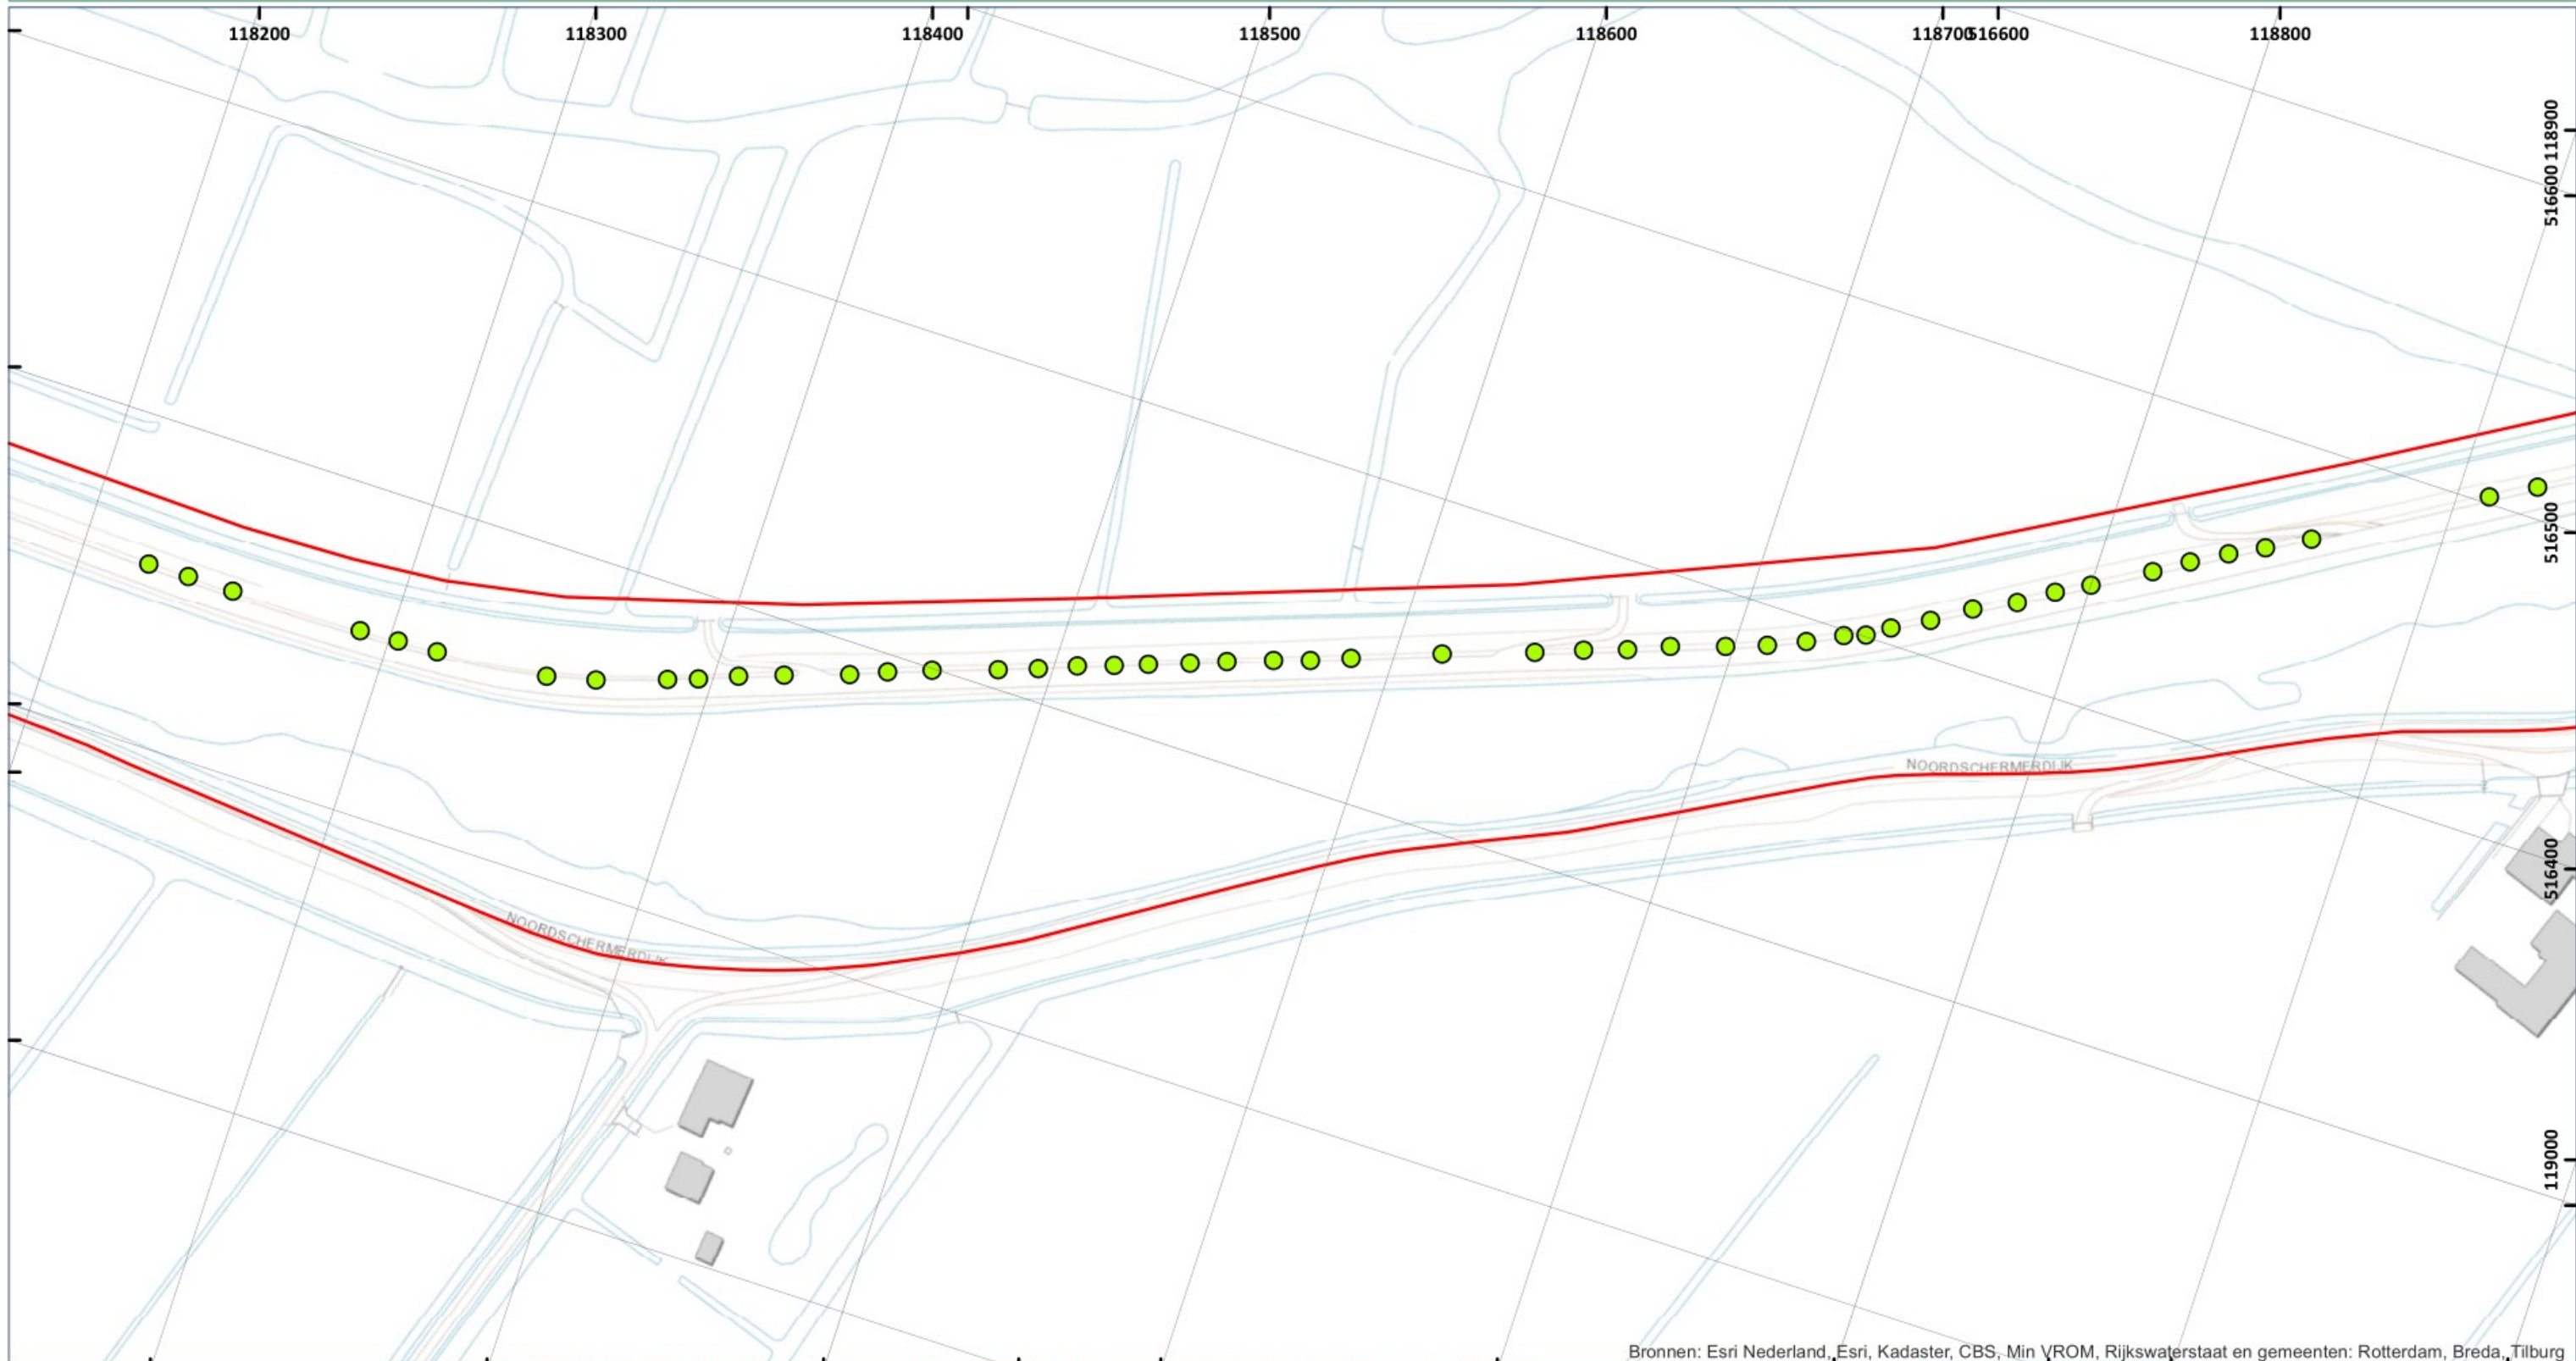 118200 118300 118400 118500 118600 118700 516600 118800
118900
516600
516500
NOORDSCHERMERDIJK
516400
NOORDSCHERMERDIJK
119000
Bronnen: Esri Nederland, Esri, Kadaster, CBS, Min VROM, Rijkswaterstaat en gemeenten: Rotterdam, Breda, Tilburg